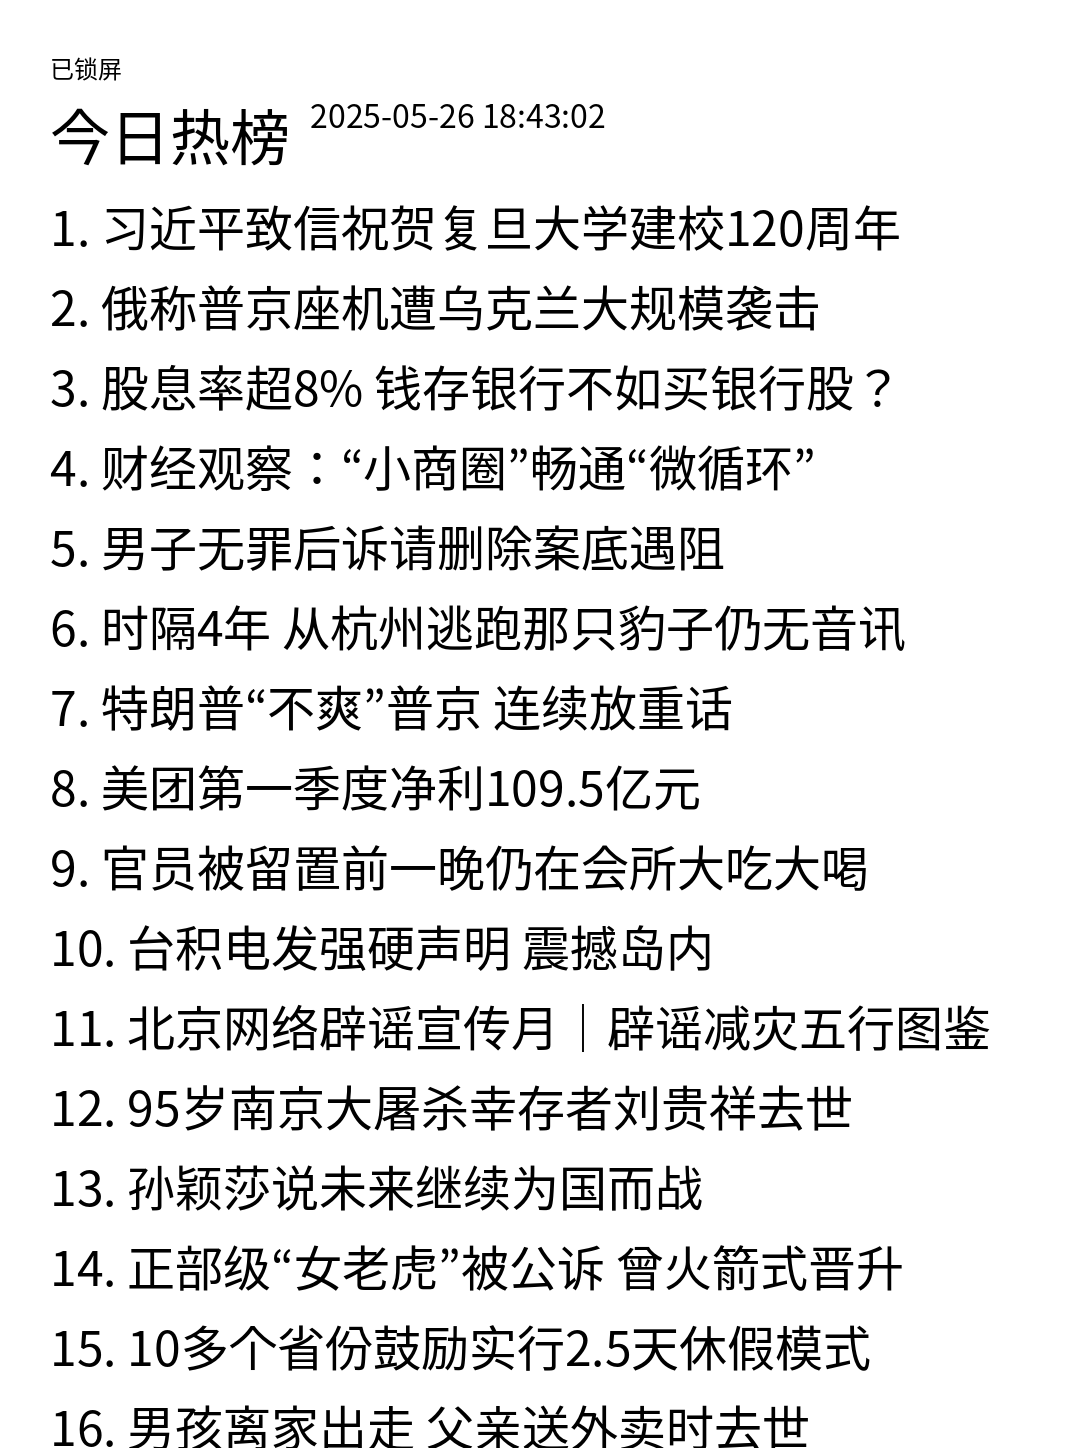 已锁屏
今日热榜 2025-05-26 18:43:02
1. 习近平致信祝贺复旦大学建校120周年
2. 俄称普京座机遭乌克兰大规模袭击
3. 股息率超8% 钱存银行不如买银行股？
4. 财经观察：“小商圈”畅通“微循环”
5. 男子无罪后诉请删除案底遇阻
6. 时隔4年 从杭州逃跑那只豹子仍无音讯
7. 特朗普“不爽”普京 连续放重话
8. 美团第一季度净利109.5亿元
9. 官员被留置前一晚仍在会所大吃大喝
10. 台积电发强硬声明 震撼岛内
11. 北京网络辟谣宣传月｜辟谣减灾五行图鉴
12. 95岁南京大屠杀幸存者刘贵祥去世
13. 孙颖莎说未来继续为国而战
14. 正部级“女老虎”被公诉 曾火箭式晋升
15. 10多个省份鼓励实行2.5天休假模式
16. 男孩离家出走 父亲送外卖时去世